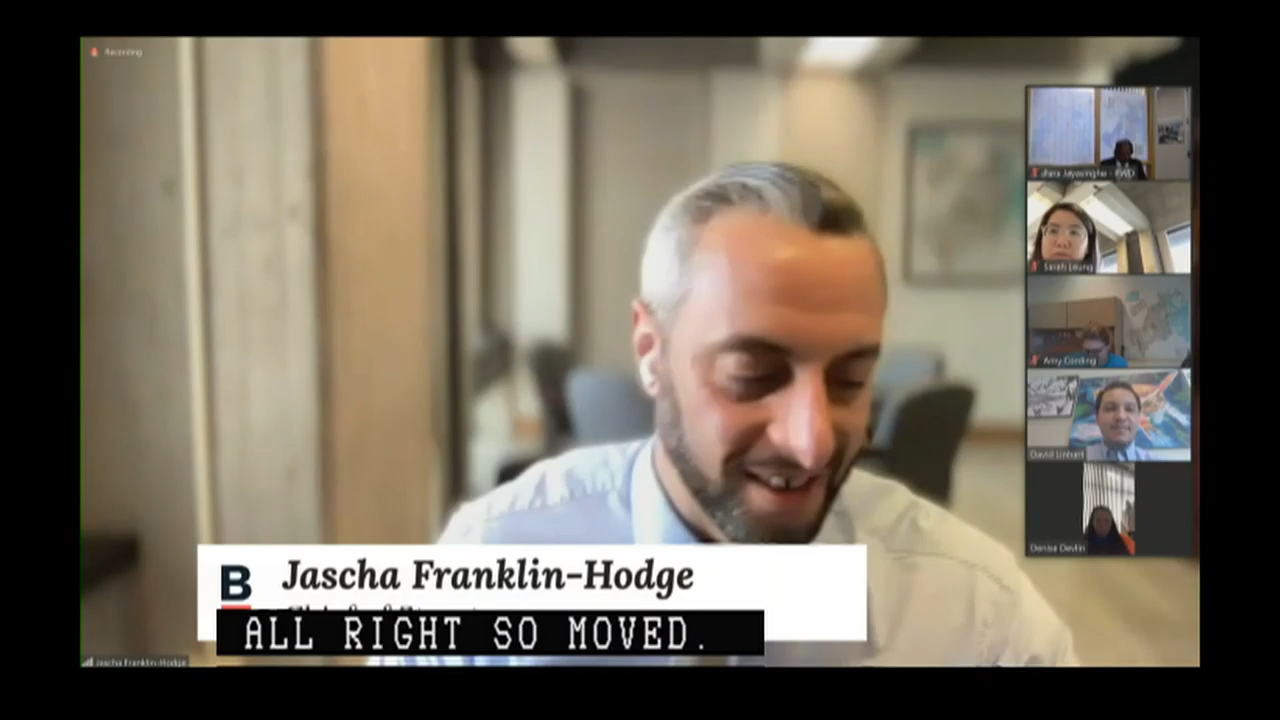 Recording
Jayasinghe - PWD
Sarah Leung
Amy Cording
David Linhart
Denise Devlin
B
Jascha Franklin-Hodge
ALL RIGHT SO MOVED.
Jascha Franklin-Hodge